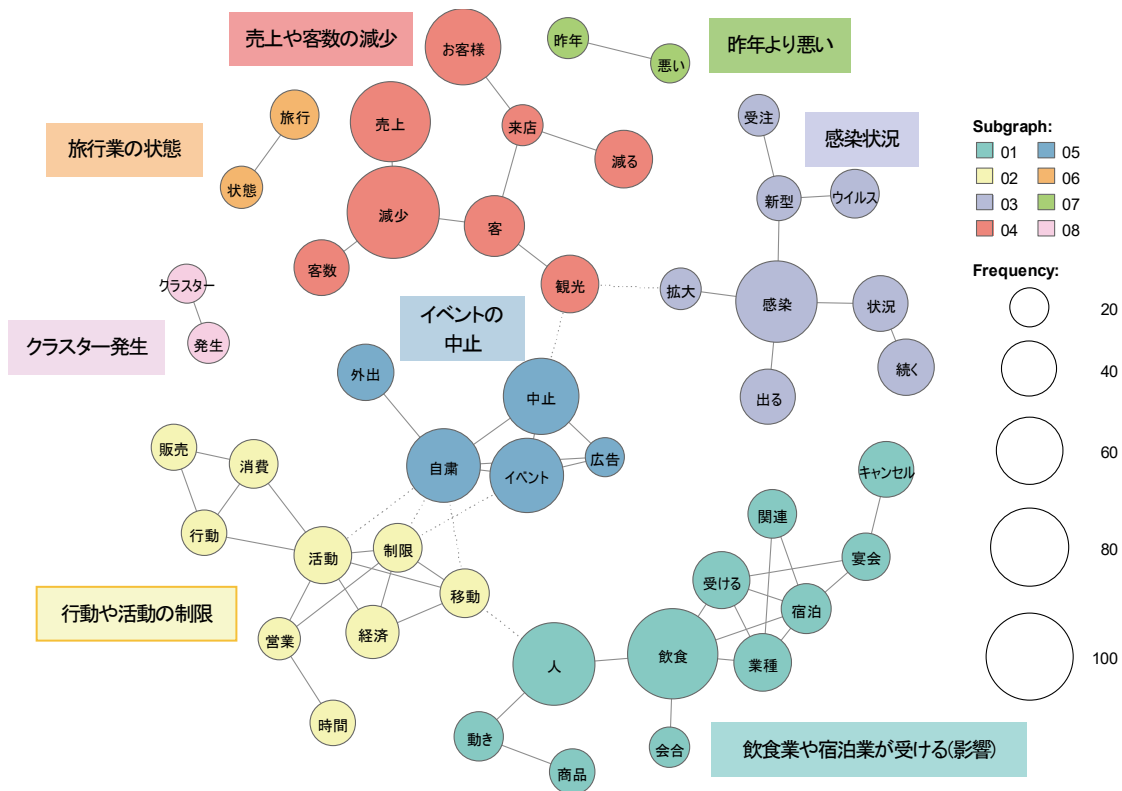 売上や客数の減少
お客様
昨年
悪い
昨年より悪い
旅行
売上
来店
減る
受注
感染状況
旅行業の状態
状態
減少
客
新型
ウイルス
客数
観光
拡大
感染
状況
クラスター
発生
クラスター発生
イベントの
中止
外出
中止
出る
続く
販売
消費
自粛
イベント
広告
キャンセル
行動
活動
制限
関連
宴会
行動や活動の制限
移動
受ける
宿泊
営業
経済
人
飲食
業種
時間
動き
会合
商品
飲食業や宿泊業が受ける(影響)
Subgraph:
01 05
02 06
03 07
04 08
Frequency:
20
40
60
80
100